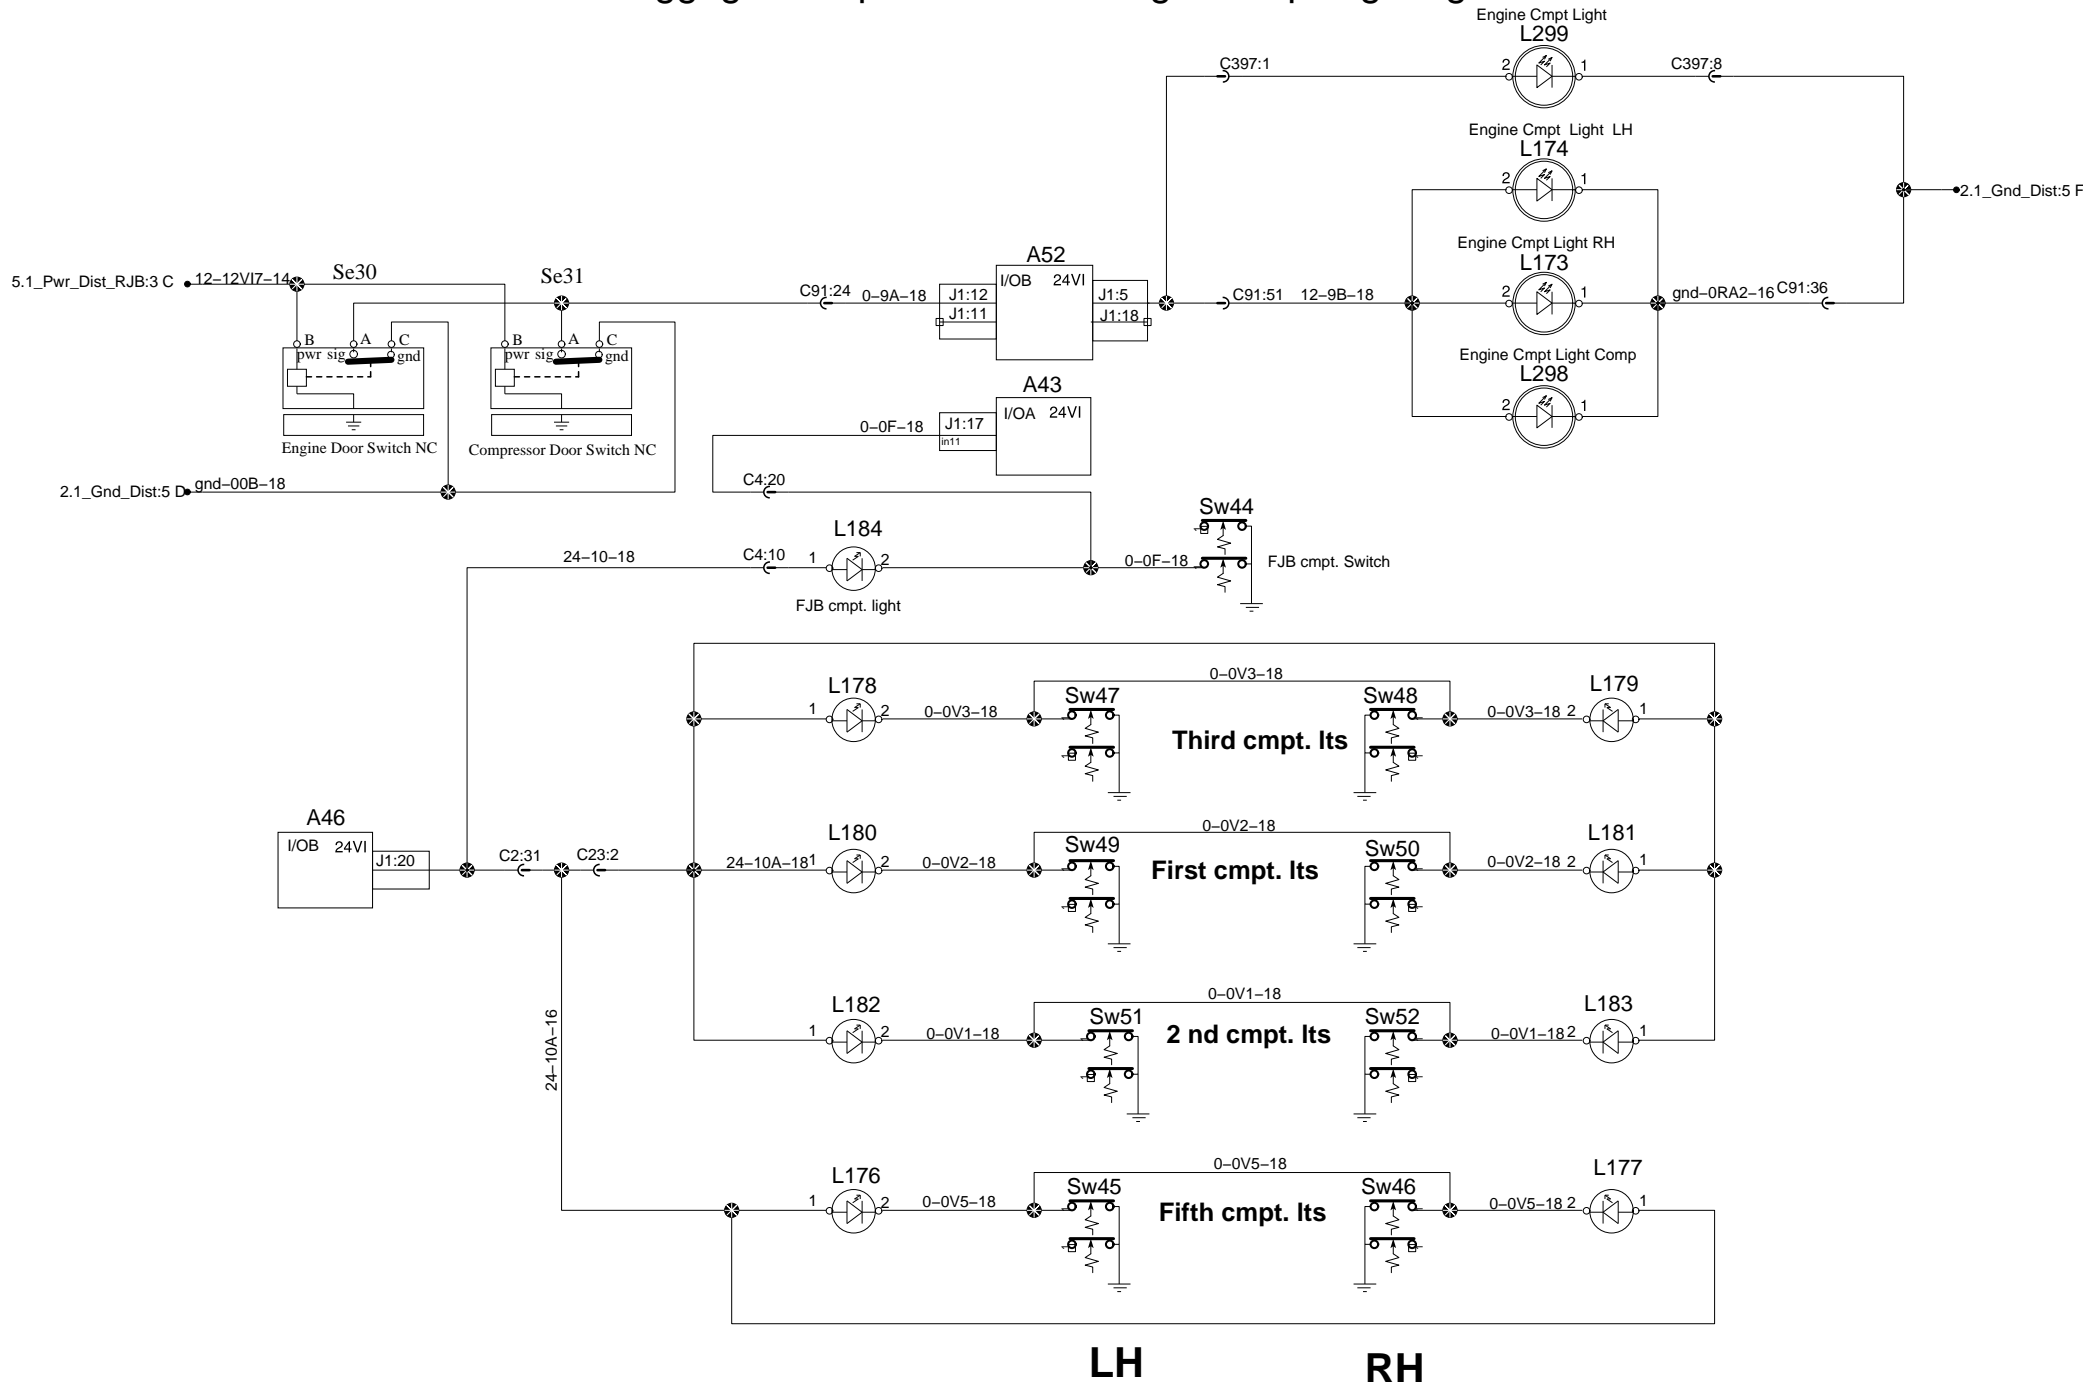 Engine Cmpt Light
L299
C397:1
2
1
C397:8
Engine Cmpt Light LH
L174
2
1
2.1_Gnd_Dist:5 F
Engine Cmpt Light RH
L173
2
1
C91:51
12-9B-18
gnd-0RA2-16
C91:36
Engine Cmpt Light Comp
L298
2
1
5.1_Pwr_Dist_RJB:3 C
12-12VI7-14
Se30
Se31
B
A
C
pwr
sig
gnd
Engine Door Switch NC
B
A
C
pwr
sig
gnd
Compressor Door Switch NC
2.1_Gnd_Dist:5 D
gnd-00B-18
C91:24
0-9A-18
A52
I/OB
24VI
J1:12
J1:11
J1:5
J1:18
A43
I/OA
24VI
J1:17
in11
0-0F-18
C4:20
L184
24-10-18
C4:10
1
2
FJB cmpt. light
0-0F-18
Sw44
FJB cmpt. Switch
0-0V3-18
L178
1
2
0-0V3-18
Sw47
Third cmpt. lts
Sw48
0-0V3-18
2
L179
1
A46
I/OB
24VI
J1:20
C2:31
C23:2
0-0V2-18
L180
24-10A-18
1
2
0-0V2-18
Sw49
First cmpt. lts
Sw50
0-0V2-18
2
L181
1
0-0V1-18
L182
1
2
0-0V1-18
Sw51
2 nd cmpt. lts
Sw52
0-0V1-18
2
L183
1
24-10A-16
0-0V5-18
L176
1
2
0-0V5-18
Sw45
Fifth cmpt. lts
Sw46
0-0V5-18
2
L177
1
LH
RH